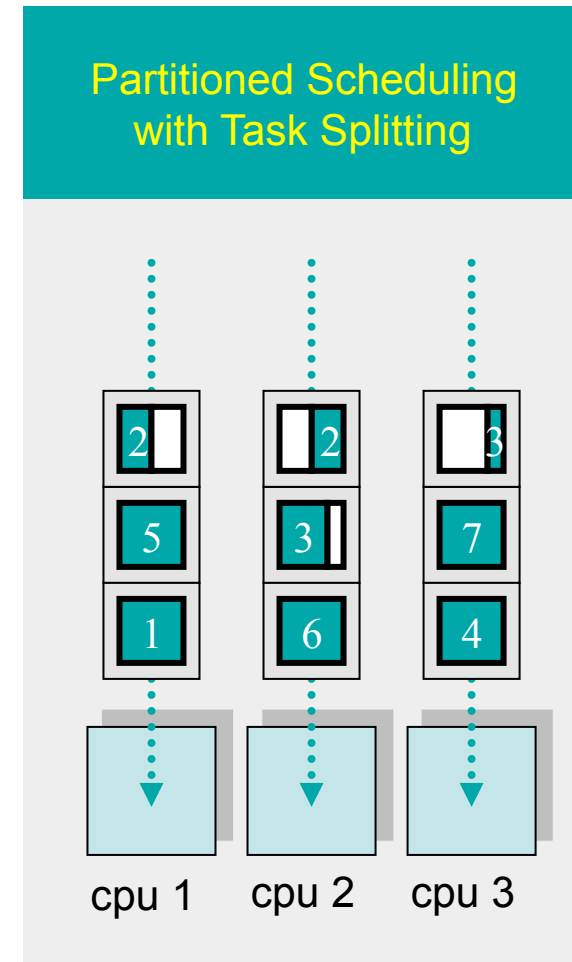 Partitioned Scheduling
with Task Splitting
2 2 3
5 3 7
1 6 4
cpu 1 cpu 2 cpu 3